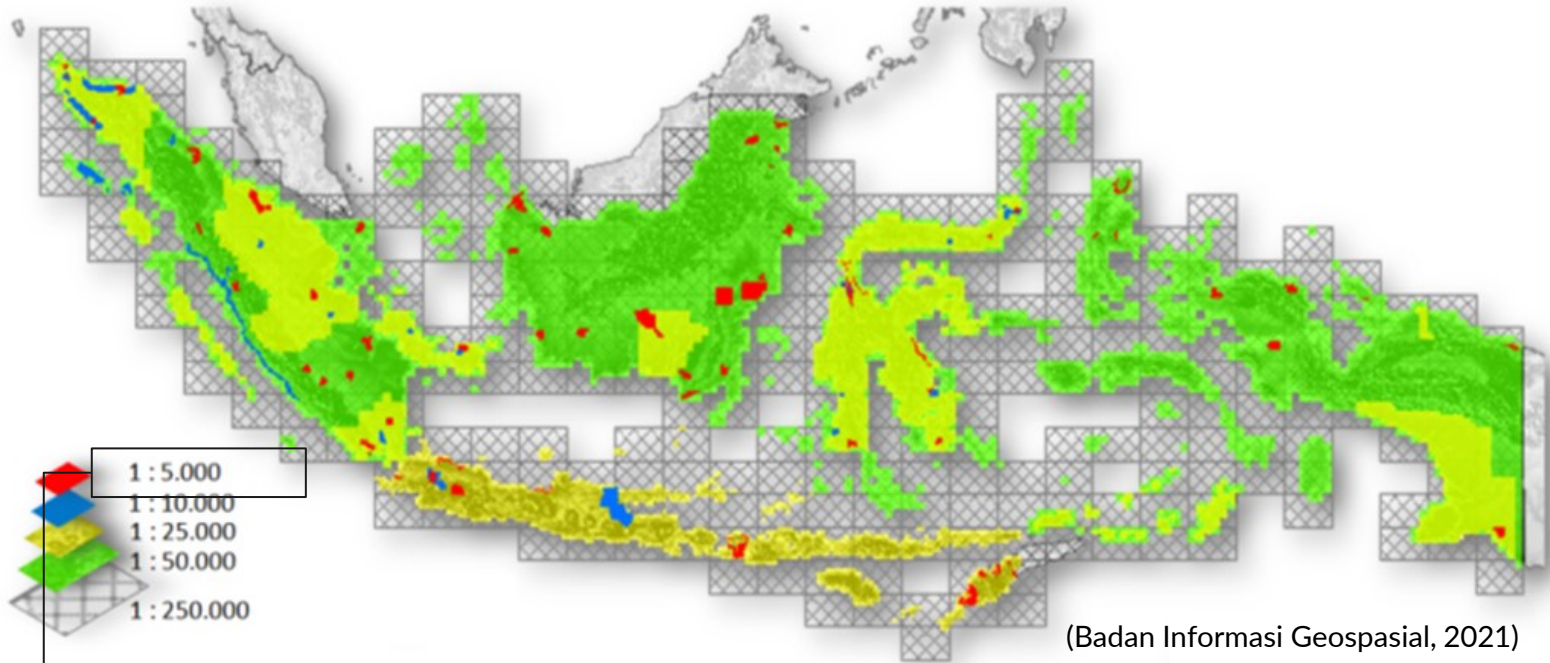 1 : 5.000
1 : 10.000
1 : 25.000
1 : 50.000
1 : 250.000
(Badan Informasi Geospasial, 2021)